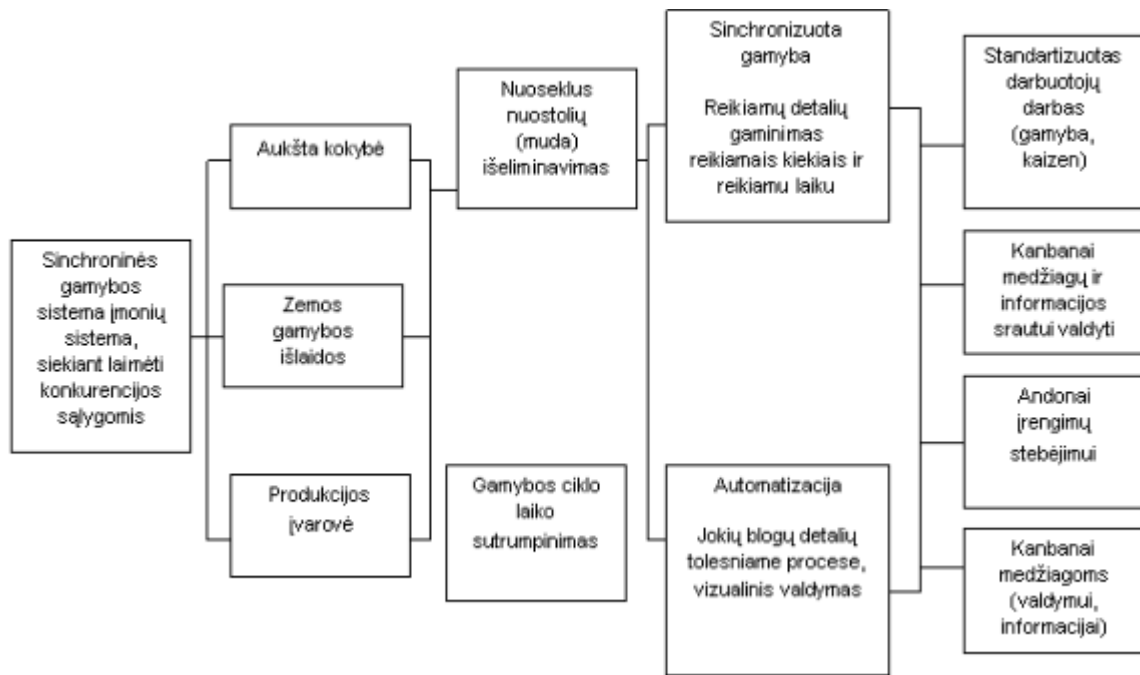 Sinchroninės
gamybos
sistema įmonių
sistema,
siekiant laimėti
konkurencijos
sąlygomis
Aukšta kokybė
Zemos
gamybos
išlaidos
Produkcijos
įvarovė
Nuoseklus
nuostolių
(muda)
išeliminavimas
Gamybos ciklo
laiko
sutrumpinimas
Sinchronizuota
gamyba
Reikiamų detalių
gaminimas
reikiamais kiekiais ir
reikiamu laiku
Automatizacija
Jokių blogų detalių
tolesniame procese,
vizualinis valdymas
Standartizuotas
darbuotojų
darbas
(gamyba,
kaizen)
Kanbanai
medžiagų ir
informacijos
srautui valdyti
Andonai
įrengimų
stebėjimui
Kanbanai
medžiagoms
(valdymui,
informacijai)